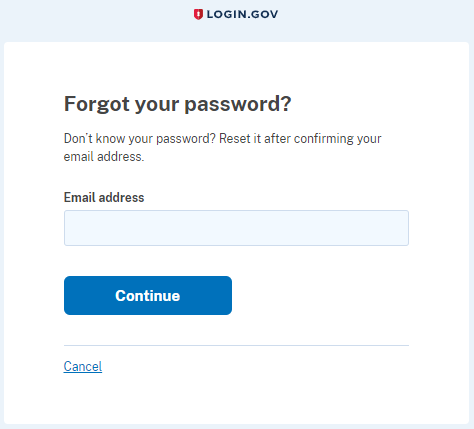 LOGIN.GOV
Forgot your password?
Don't know your password? Reset it after confirming your
email address.
Email address
Continue
Cancel